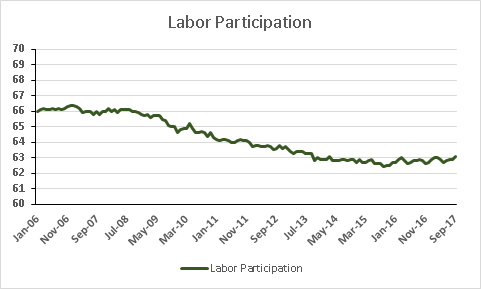 Labor Participation
70
69
68
67
66
65
64
63
62
61
60
Jan-06
Nov-06
Sep-07
Jul-08
May-09
Mar-10
Jan-11
Nov-11
Sep-12
Jul-13
May-14
Mar-15
Jan-16
Nov-16
Sep-17
Labor Participation